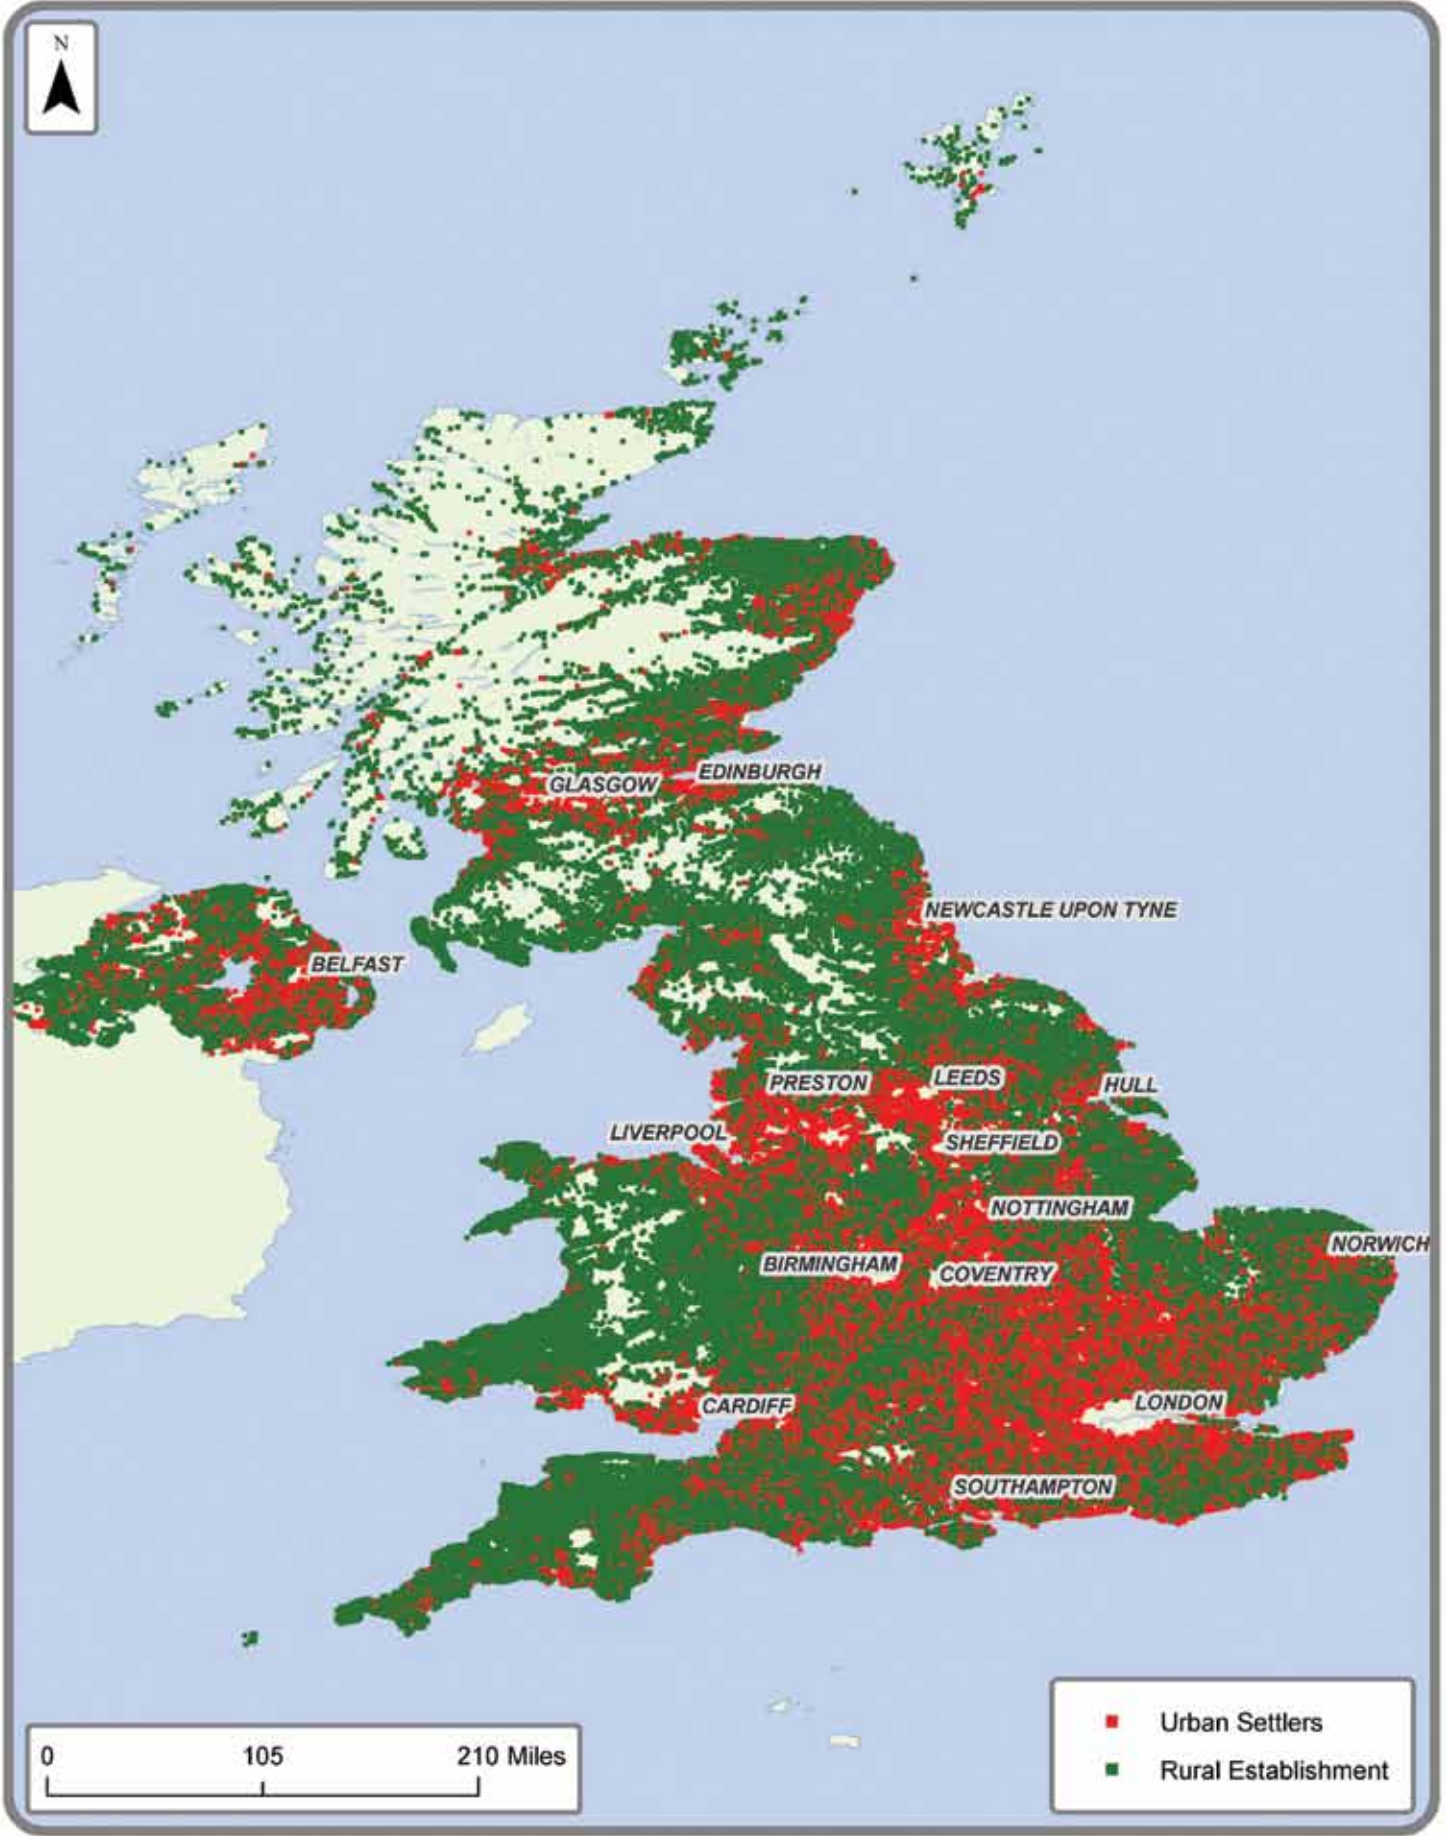 N
GLASGOW
EDINBURGH
NEWCASTLE UPON TYNE
BELFAST
PRESTON
LEEDS
HULL
LIVERPOOL
SHEFFIELD
NOTTINGHAM
NORWICH
BIRMINGHAM
COVENTRY
CARDIFF
LONDON
SOUTHAMPTON
Urban Settlers
Rural Establishment
0 105 210 Miles